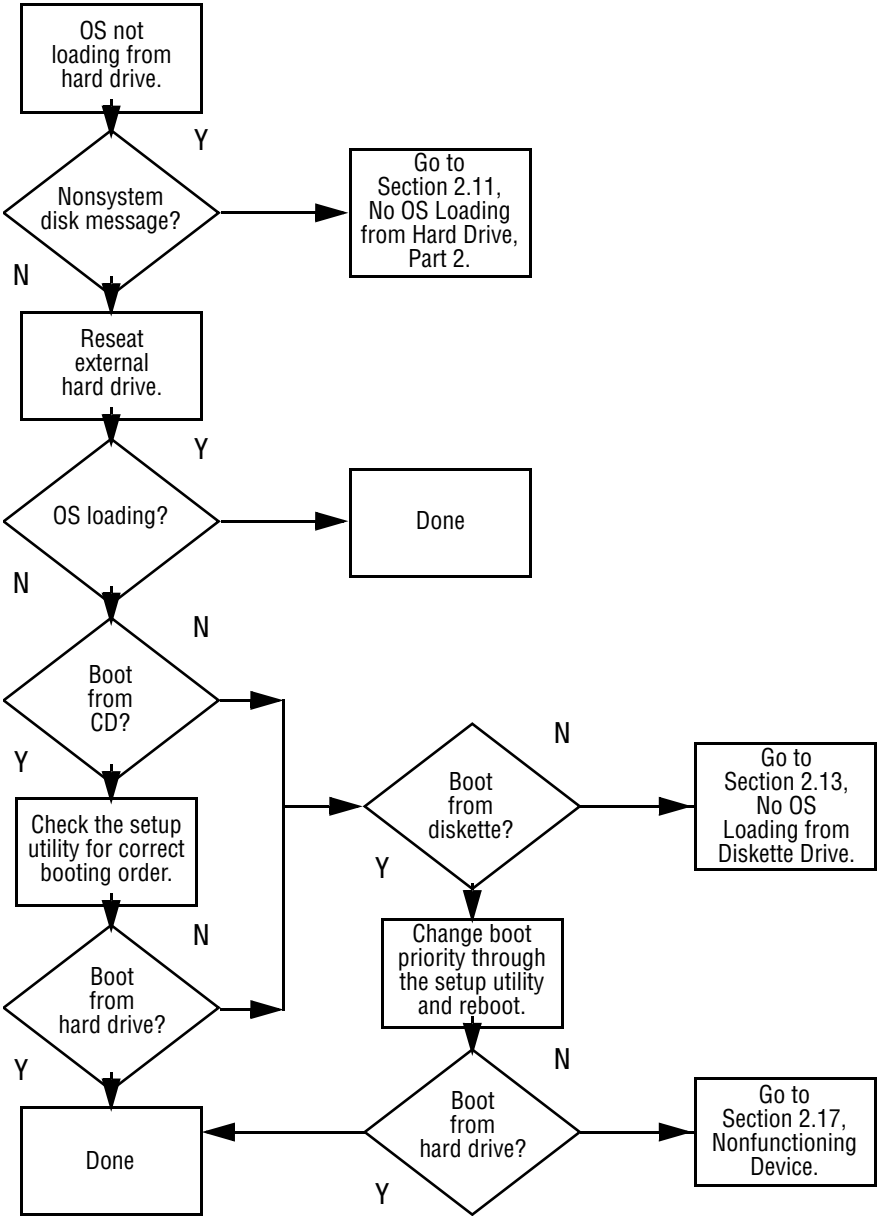 OS not
loading from
hard drive.
Y
Nonsystem
disk message?
Go to
Section 2.11,
No OS Loading
from Hard Drive,
Part 2.
N
Reseat
external
hard drive.
Y
OS loading?
Done
N
N
Boot
from
CD?
Y
Check the setup
utility for correct
booting order.
N
Boot
from
hard drive?
Y
Done
N
Boot
from
diskette?
Go to
Section 2.13,
No OS
Loading from
Diskette Drive.
Y
Change boot
priority through
the setup utility
and reboot.
N
Boot
from
hard drive?
Y
Go to
Section 2.17,
Nonfunctioning
Device.